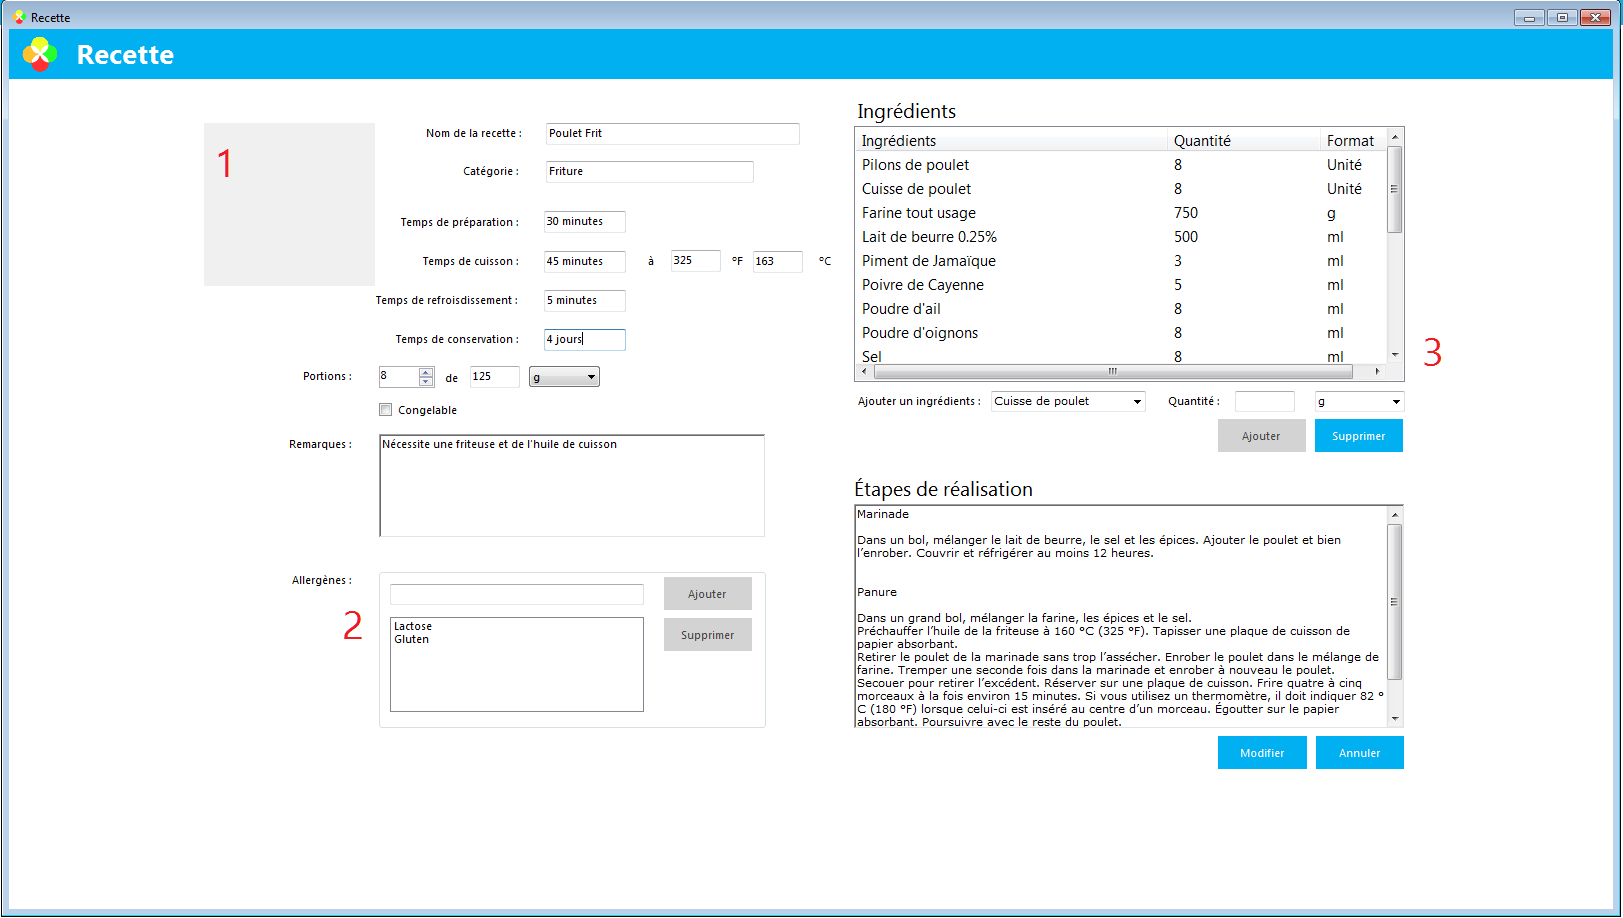 Recette
Recette
1
Nom de la recette :
Poulet Frit
Catégorie :
Friture
Temps de préparation :
30 minutes
Temps de cuisson :
45 minutes
à
325
°F
163
°C
Temps de refroisdissement :
5 minutes
Temps de conservation :
4 jours
Portions :
8
de
125
g
Congelable
Remarques :
Nécessite une friteuse et de l'huile de cuisson
Allergènes :
2
Ajouter
Lactose
Gluten
Supprimer
Ingrédients
Ingrédients Quantité Format
Pilons de poulet 8 Unité
Cuisse de poulet 8 Unité
Farine tout usage 750 g
Lait de beurre 0.25% 500 ml
Piment de Jamaïque 3 ml
Poivre de Cayenne 5 ml
Poudre d'ail 8 ml
Poudre d'oignons 8 ml
Sel 8 ml
3
Ajouter un ingrédients :
Cuisse de poulet
Quantité :
g
Ajouter
Supprimer
Étapes de réalisation
Marinade
Dans un bol, mélanger le lait de beurre, le sel et les épices. Ajouter le poulet et bien
l’enrober. Couvrir et réfrigérer au moins 12 heures.
Panure
Dans un grand bol, mélanger la farine, les épices et le sel.
Préchauffer l’huile de la friteuse à 160 °C (325 °F). Tapisser une plaque de cuisson de
papier absorbant.
Retirer le poulet de la marinade sans trop l’assécher. Enrober le poulet dans le mélange de
farine. Tremper une seconde fois dans la marinade et enrober à nouveau le poulet.
Secouer pour retirer l’excédent. Réserver sur une plaque de cuisson. Frire quatre à cinq
morceaux à la fois environ 15 minutes. Si vous utilisez un thermomètre, il doit indiquer 82 °
C (180 °F) lorsque celui-ci est inséré au centre d’un morceau. Égoutter sur le papier
absorbant. Poursuivre avec le reste du poulet.
Modifier
Annuler